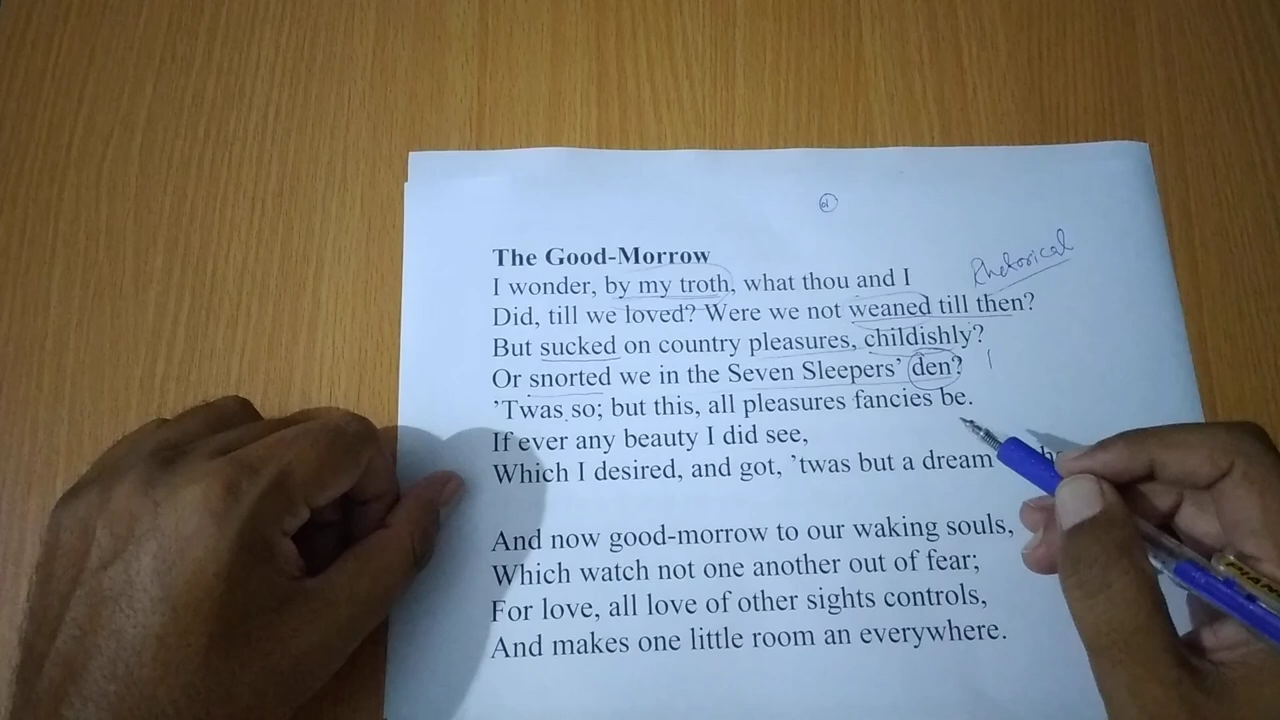 Rhetorical
The Good-Morrow
I wonder, by my troth, what thou and I
Did, till we loved? Were we not weaned till then?
But sucked on country pleasures, childishly?
Or snorted we in the Seven Sleepers’ den?
’Twas so; but this, all pleasures fancies be.
If ever any beauty I did see,
Which I desired, and got, ’twas but a dream
And now good-morrow to our waking souls,
Which watch not one another out of fear;
For love, all love of other sights controls,
And makes one little room an everywhere.